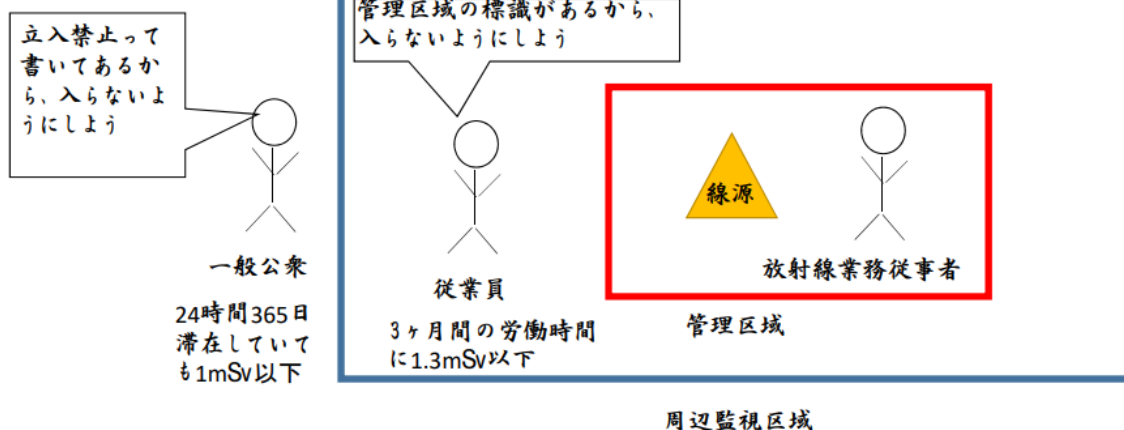 立入禁止って
書いてあるか
ら、入らないよ
うにしよう
管理区域の標識があるから、
入らないようにしよう
線源
一般公衆
24時間365日
滞在していて
も1mSv以下
従業員
3ヶ月間の労働時間
に1.3mSv以下
放射線業務従事者
管理区域
周辺監視区域